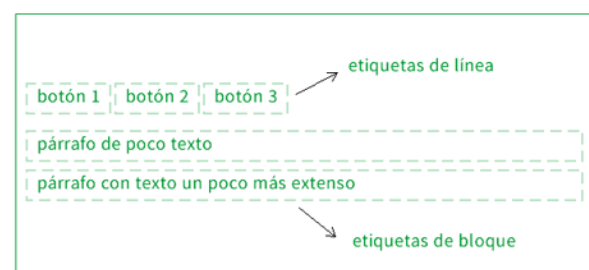 etiquetas de línea
botón 1 botón 2 botón 3
párrafo de poco texto
párrafo con texto un poco más extenso
etiquetas de bloque